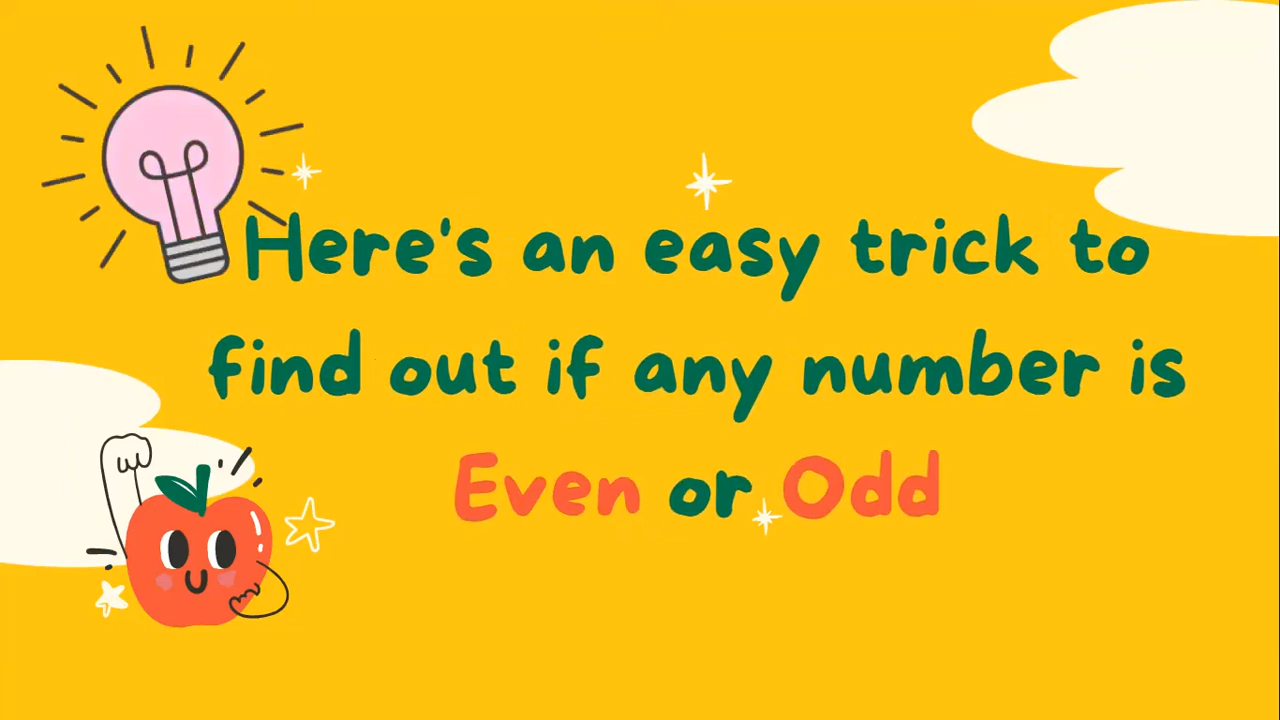 Here's an easy trick to
find out if any number is
Even or Odd